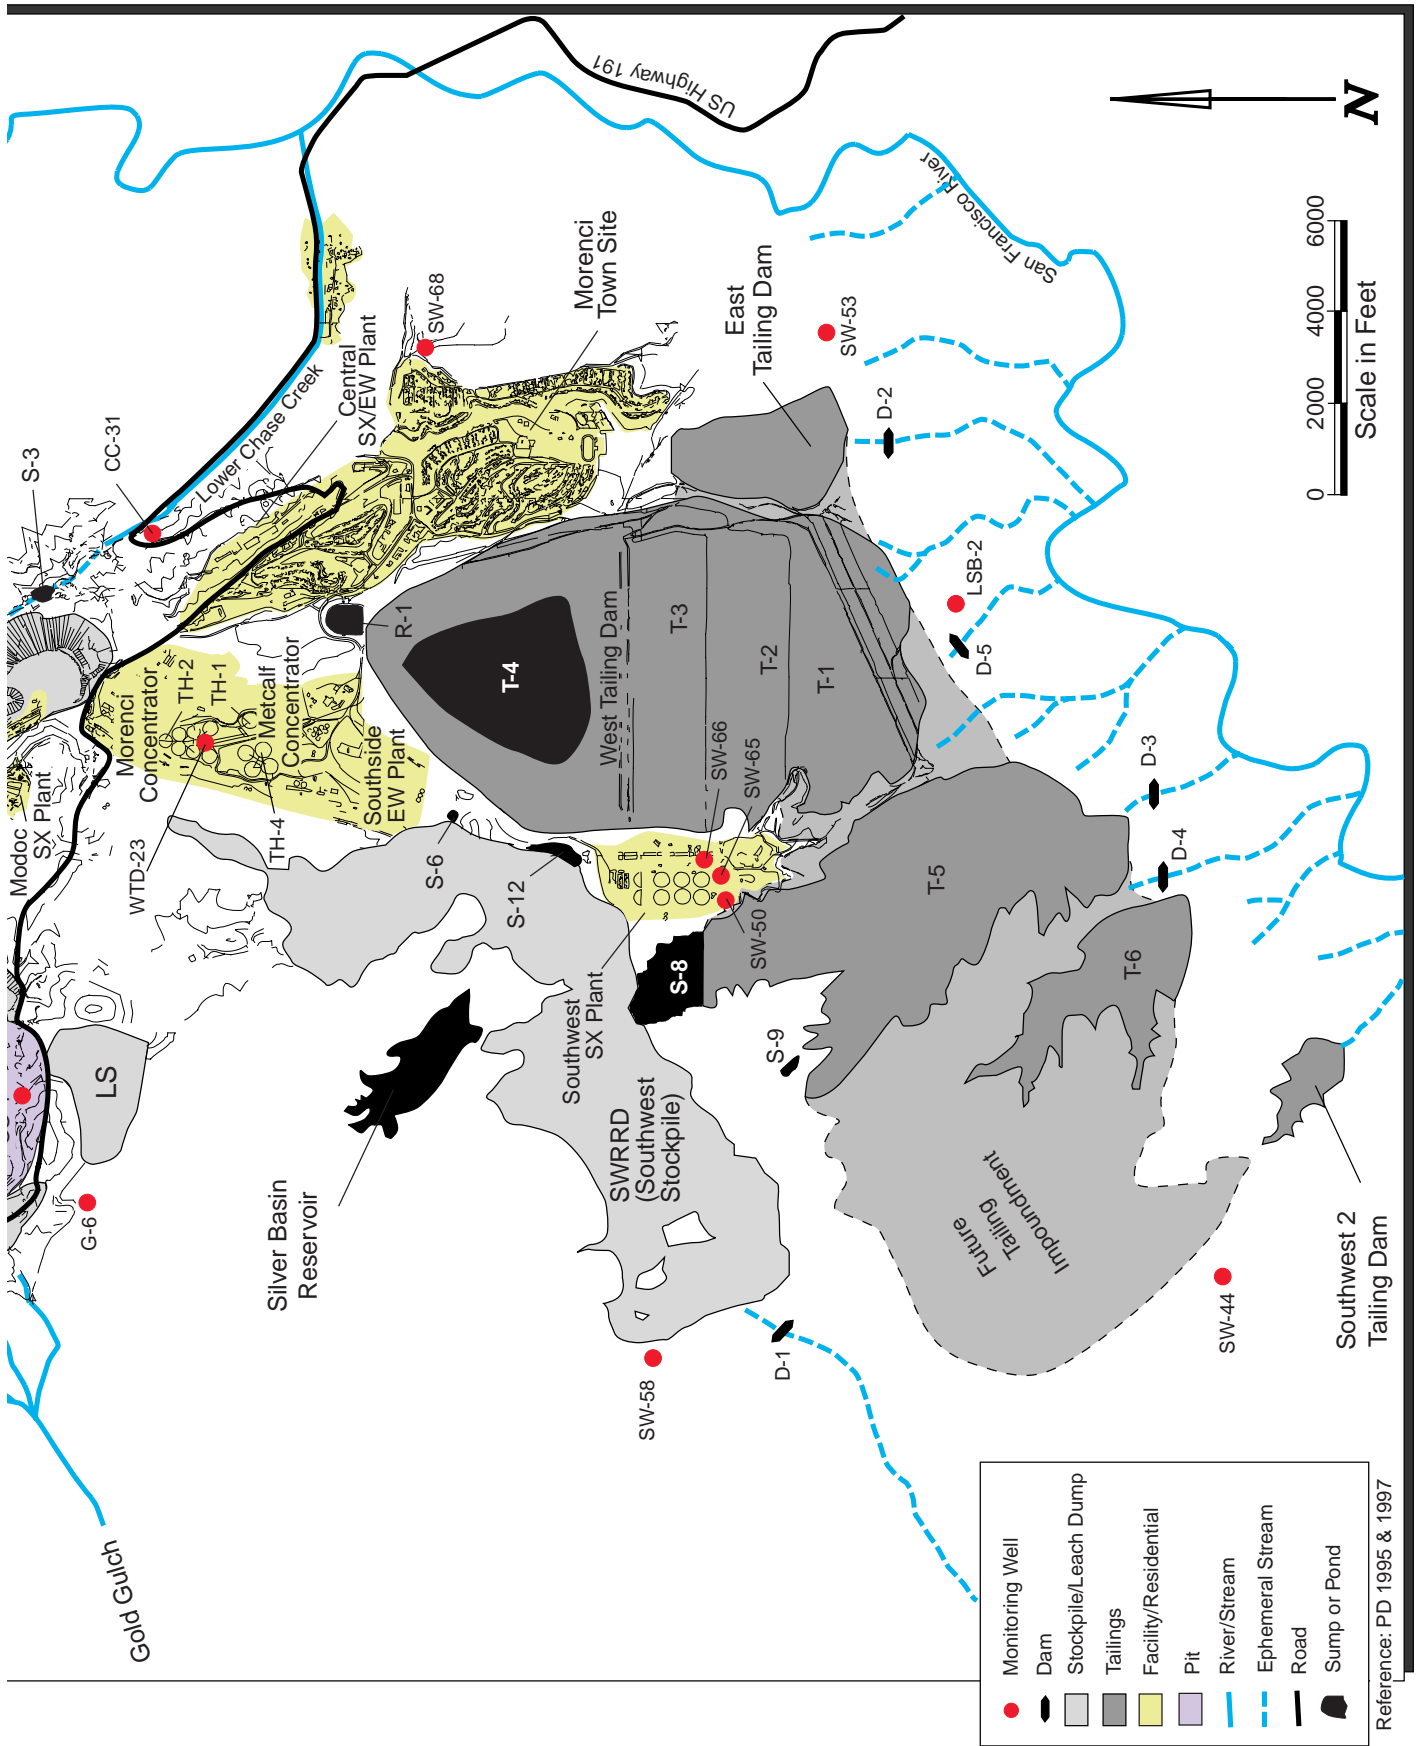 Gold Gulch
G-6
LS
Modoc
SX Plant
S-3
CC-31
Lower Chase Creek
US Highway 191
Morenci
Concentrator
TH-2
TH-1
Metcalf
Concentrator
WTD-23
TH-4
Southside
EW Plant
Central
SX/EW Plant
SW-68
Morenci
Town Site
R-1
Silver Basin
Reservoir
S-6
S-12
T-4
West Tailing Dam
T-3
T-2
T-1
SW-66
SW-65
SW-50
Southwest
SX Plant
S-8
SWRRD
(Southwest
Stockpile)
S-9
SW-58
D-1
East
Tailing Dam
SW-53
D-2
LSB-2
D-5
San Francisco River
D-3
D-4
T-5
T-6
Future
Tailing
Impoundment
SW-44
Southwest 2
Tailing Dam
N
0
2000
4000
6000
Scale in Feet
Monitoring Well
Dam
Stockpile/Leach Dump
Tailings
Facility/Residential
Pit
River/Stream
Ephemeral Stream
Road
Sump or Pond
Reference: PD 1995 & 1997